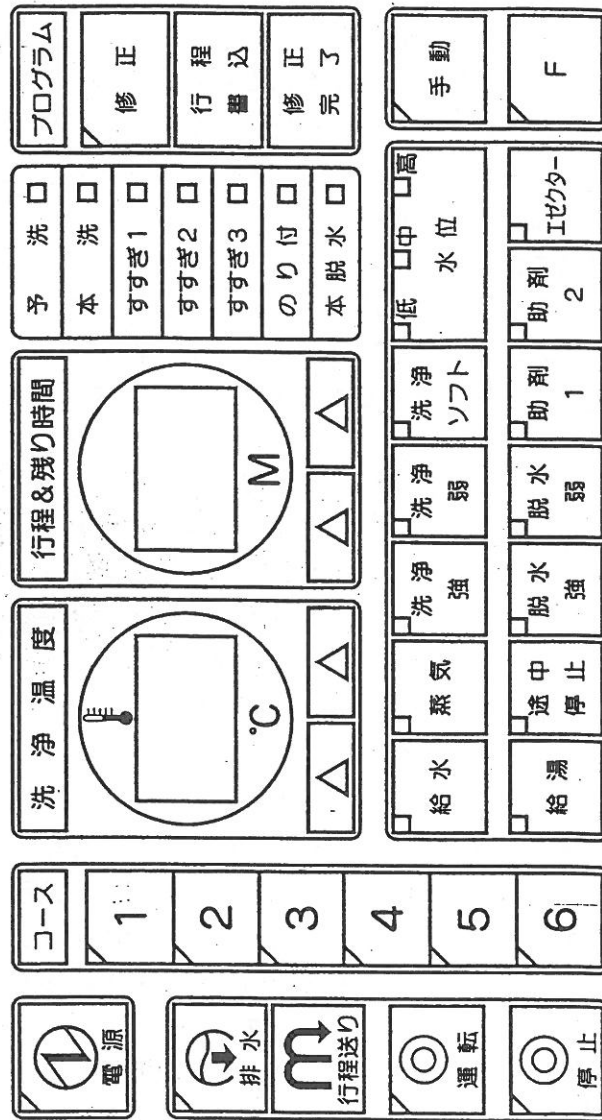 電源
排水
行程送り
運転
停止
コース
1
2
3
4
5
6
洗浄温度
℃
△ △
行程&残り時間
M
△ △
予洗 □
本洗 □
すすぎ1 □
すすぎ2 □
すすぎ3 □
のり付 □
本脱水 □
プログラム
修正
行程
書込
修正
完了
給水
蒸気
洗浄
強
洗浄
弱
洗浄
ソフト
低 中 高
水位
手動
給湯
途中
停止
脱水
強
脱水
弱
助剤
1
助剤
2
エゼクター
F